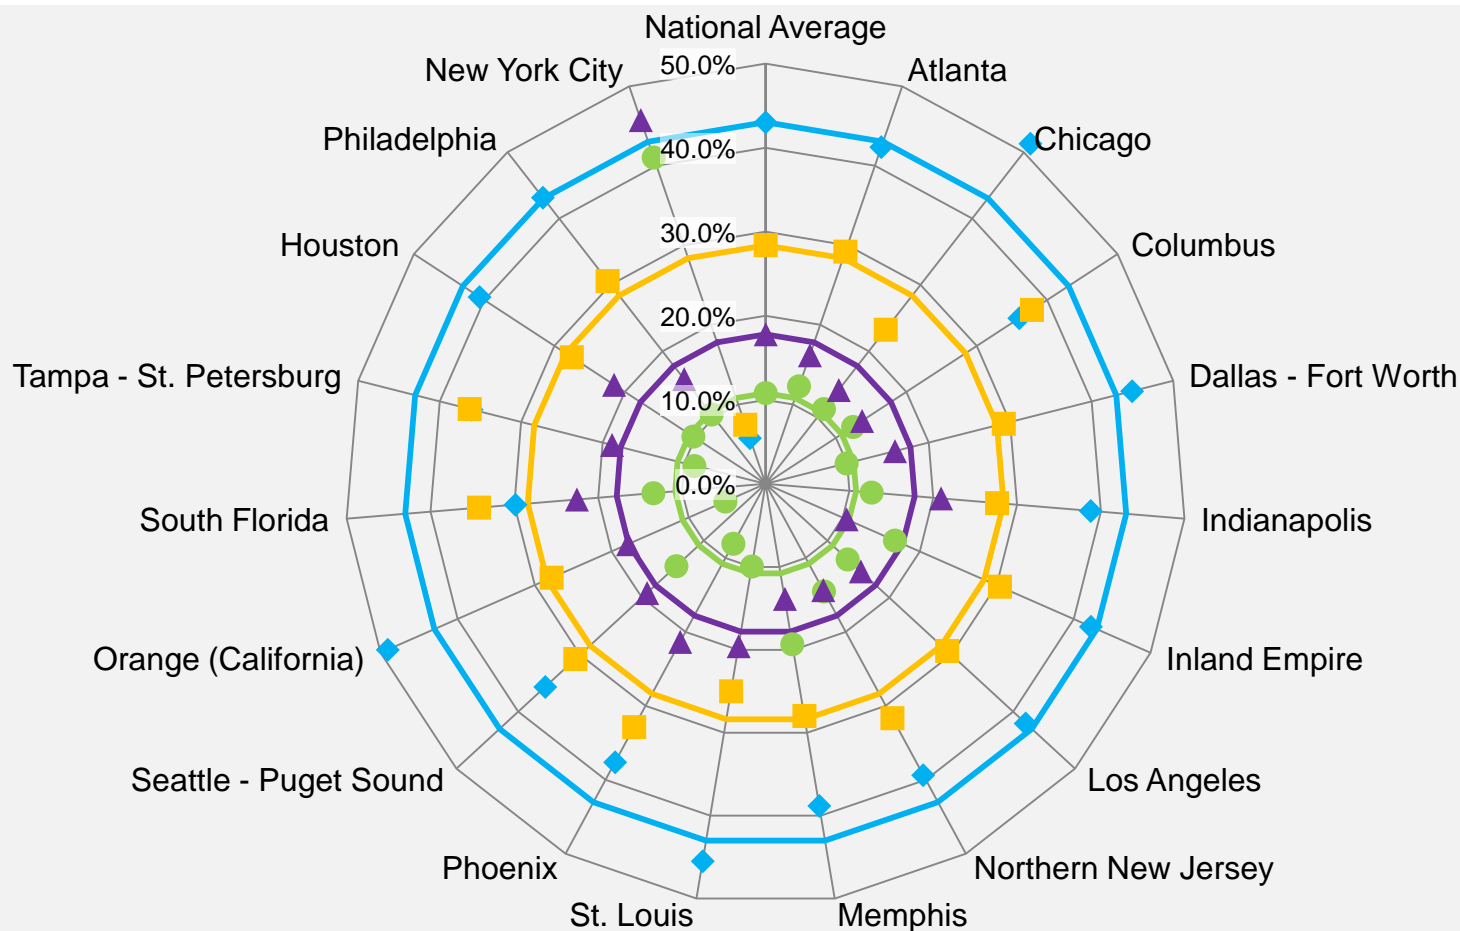 National Average
50.0%
New York City
Atlanta
Philadelphia
Chicago
40.0%
Houston
30.0%
Columbus
20.0%
Tampa - St. Petersburg
Dallas - Fort Worth
10.0%
0.0%
South Florida
Indianapolis
Orange (California)
Inland Empire
Seattle - Puget Sound
Los Angeles
Phoenix
Northern New Jersey
St. Louis
Memphis